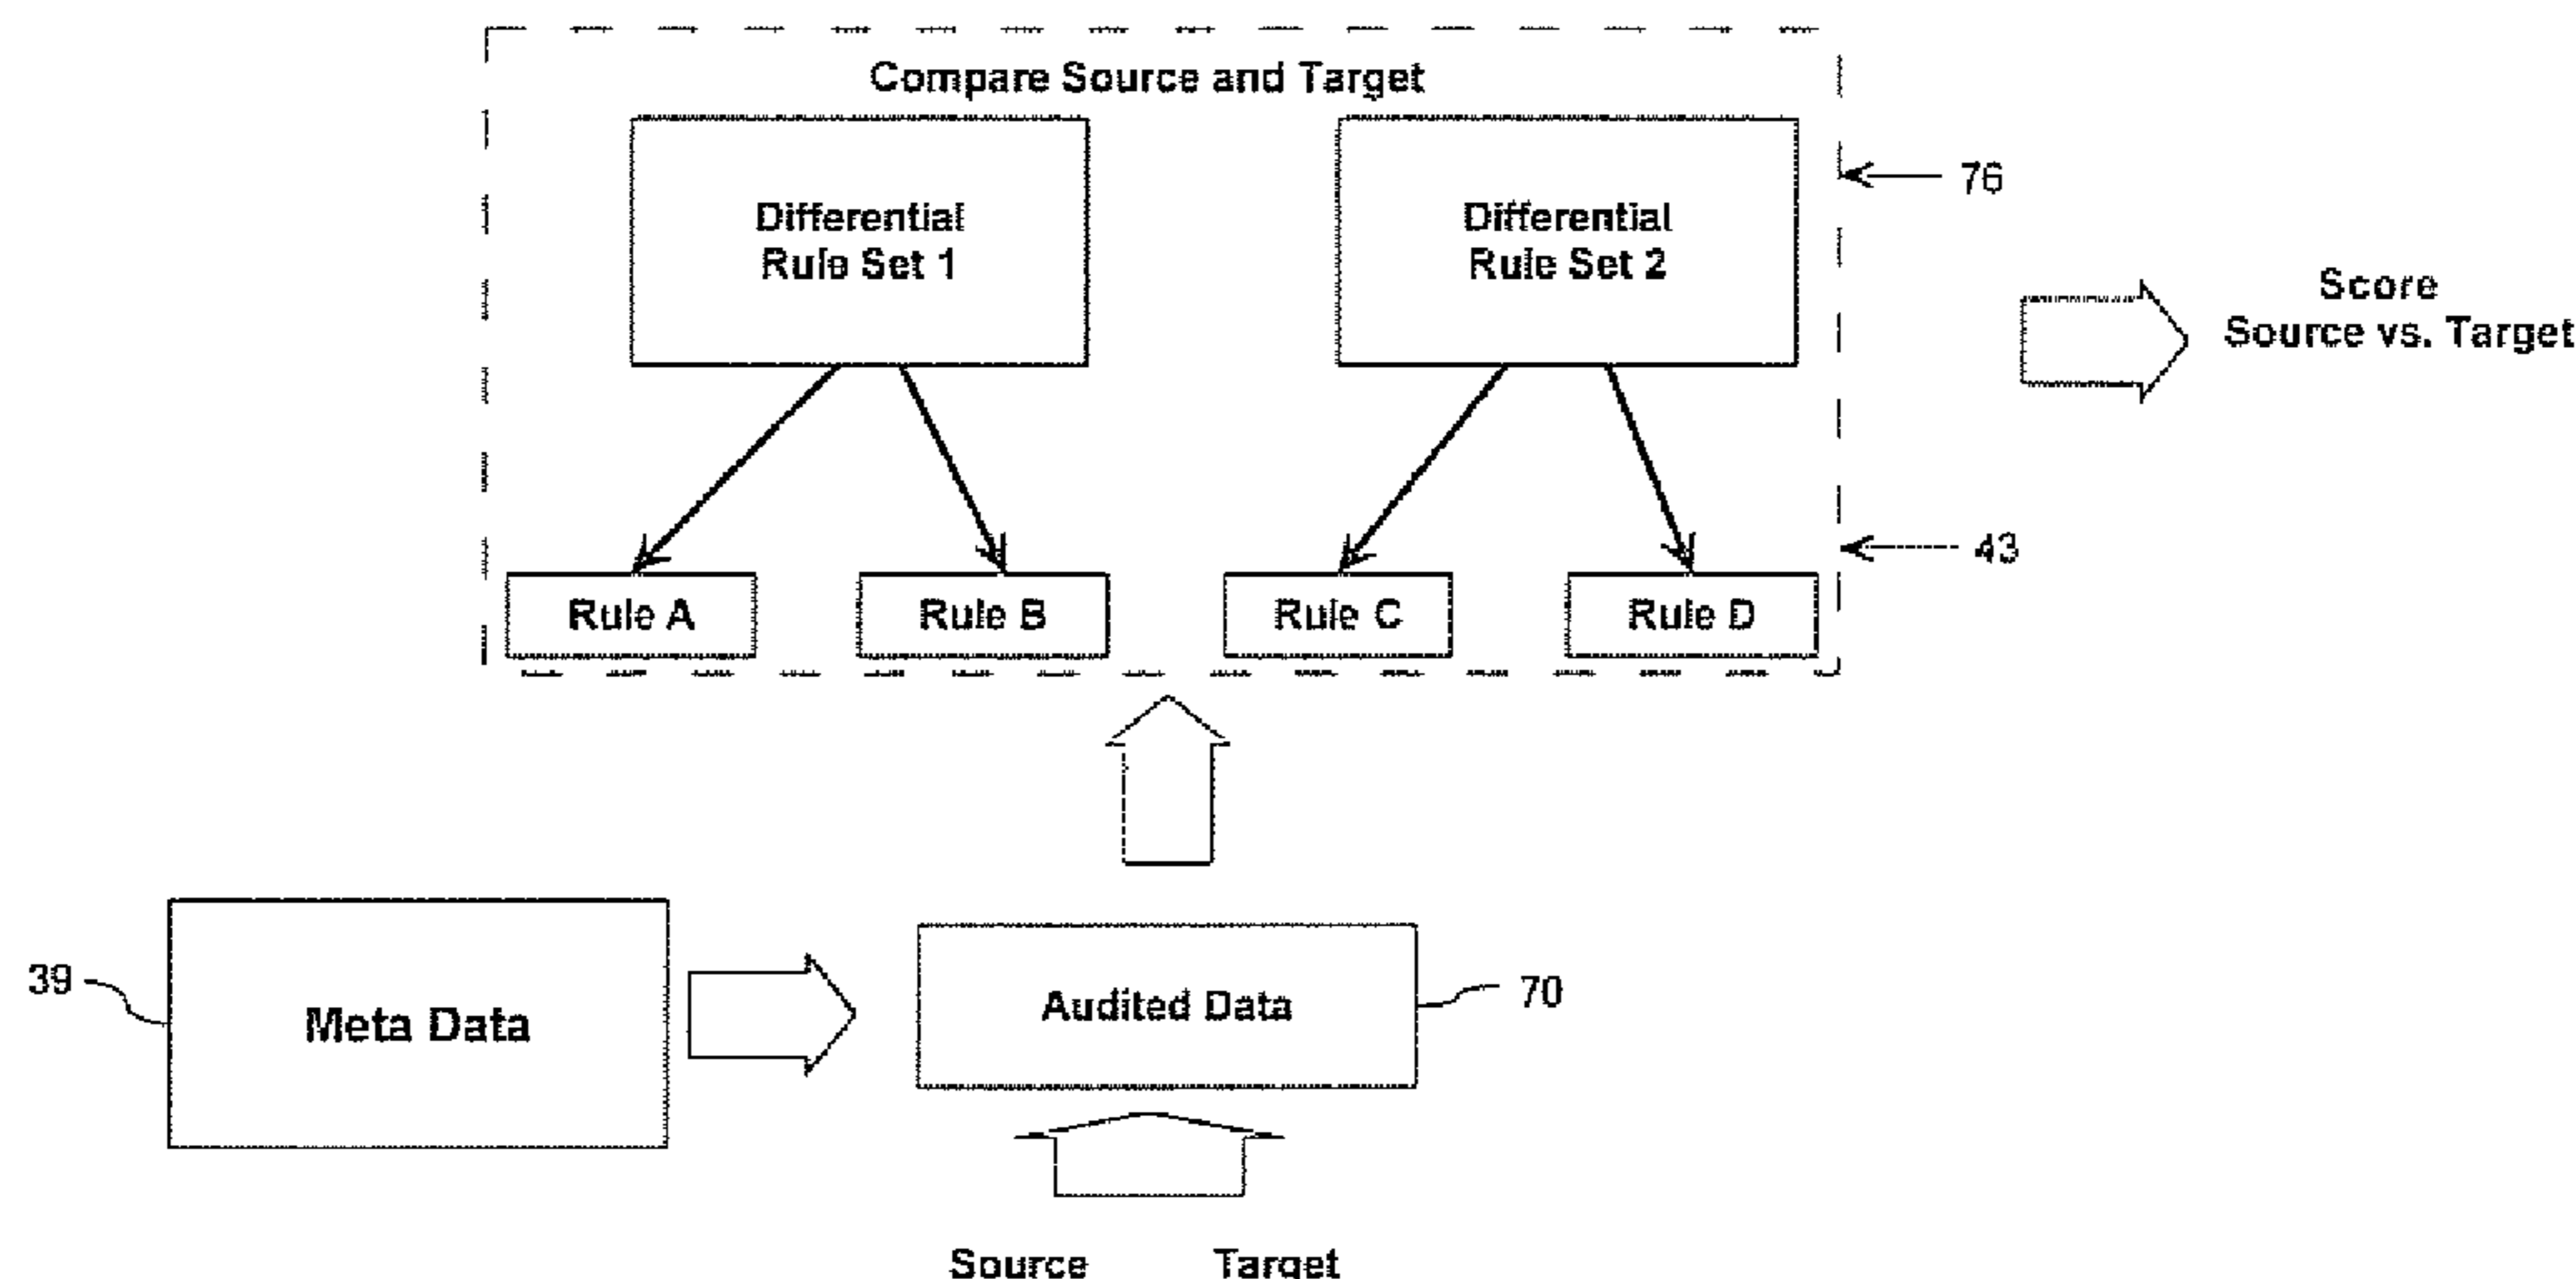 Compare Source and Target
Differential
Rule Set 1
Differential
Rule Set 2
76
Score
Source vs. Target
43
Rule A
Rule B
Rule C
Rule D
39
Meta Data
Audited Data
70
Source
Target